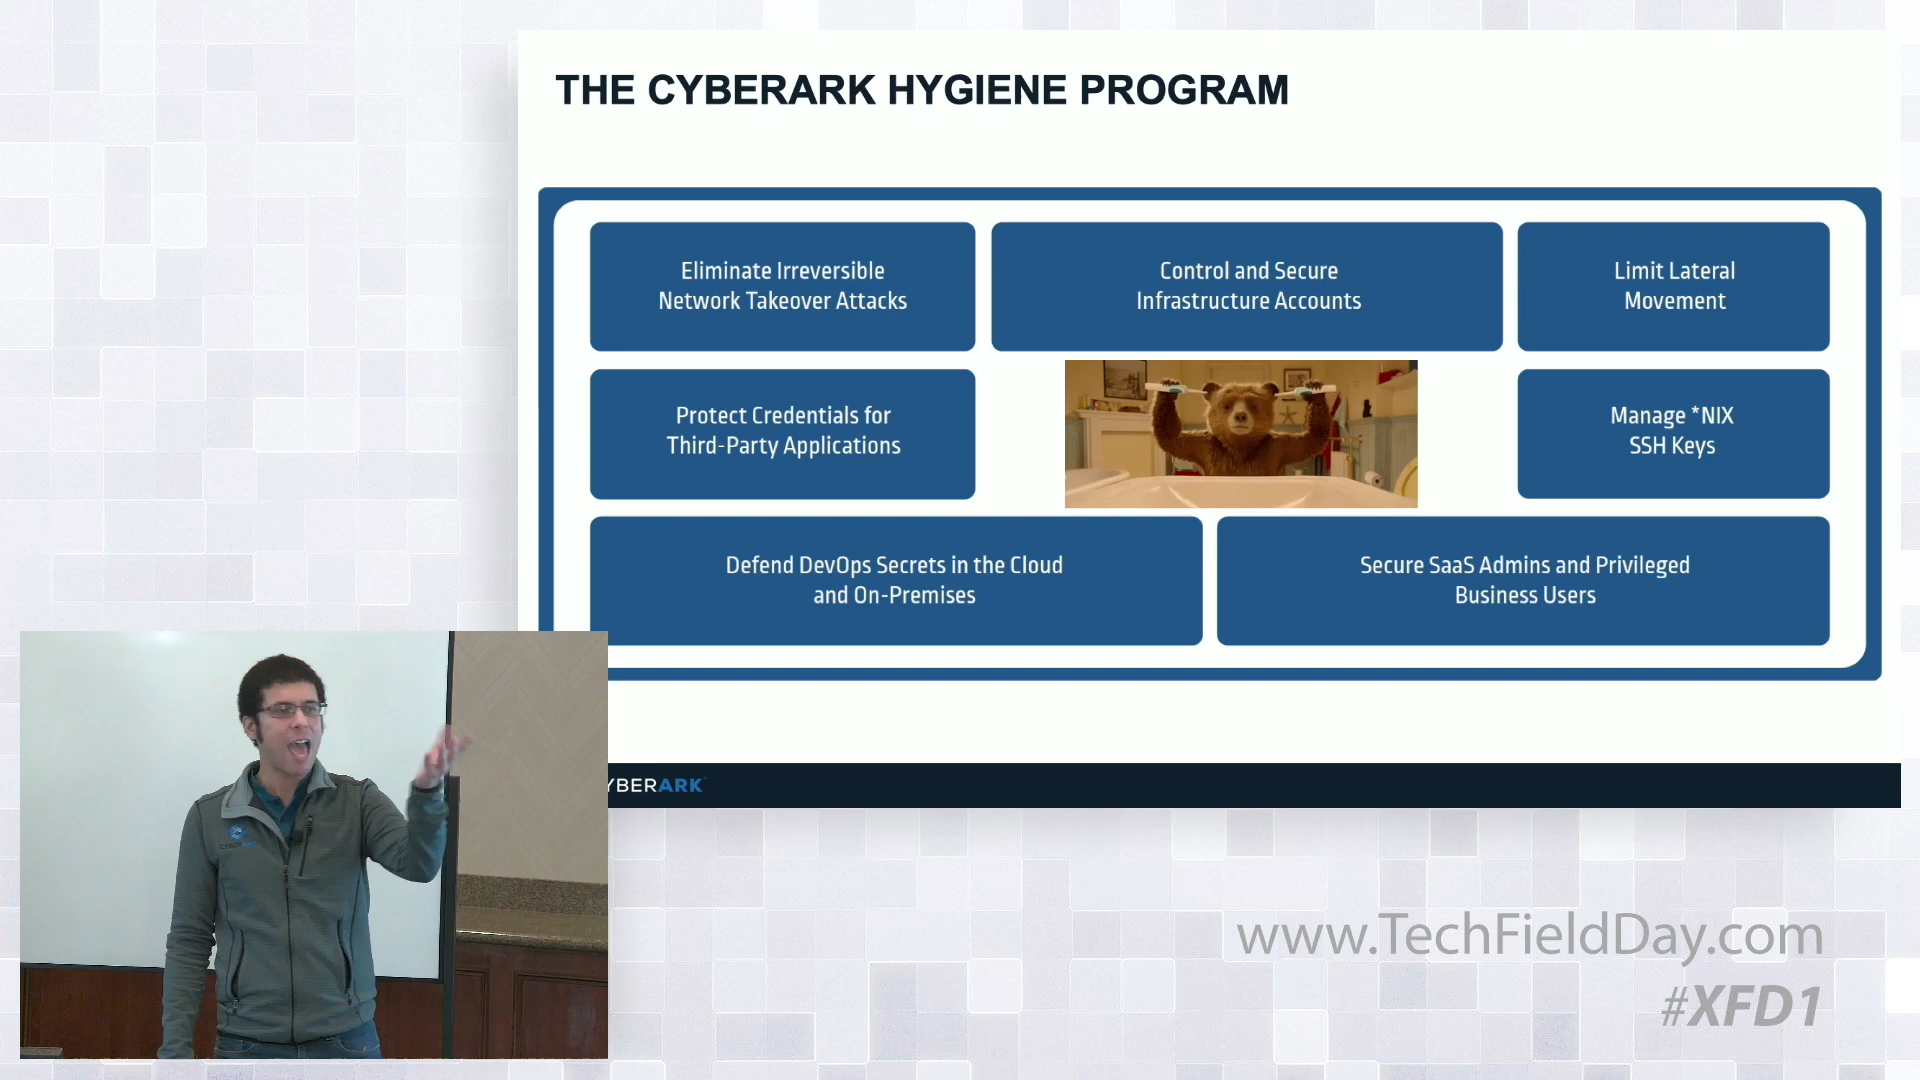 THE CYBERARK HYGIENE PROGRAM
Eliminate Irreversible
Network Takeover Attacks
Control and Secure
Infrastructure Accounts
Limit Lateral
Movement
Protect Credentials for
Third-Party Applications
Manage *NIX
SSH Keys
Defend DevOps Secrets in the Cloud
and On-Premises
Secure SaaS Admins and Privileged
Business Users
YBERARK
CYBERARK
www.TechFieldDay.com
#XFD1